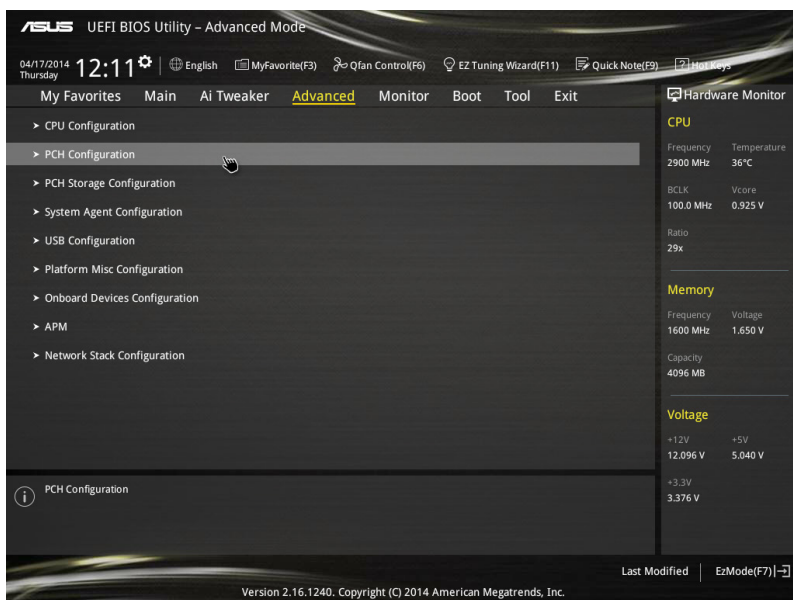 ASUS UEFI BIOS Utility – Advanced Mode
04/17/2014 Thursday 12:11 English MyFavorite(F3) Qfan Control(F6) EZ Tuning Wizard(F11) Quick Note(F9) ? Hot Keys
My Favorites Main Ai Tweaker Advanced Monitor Boot Tool Exit
CPU Configuration
PCH Configuration
PCH Storage Configuration
System Agent Configuration
USB Configuration
Platform Misc Configuration
Onboard Devices Configuration
APM
Network Stack Configuration
Hardware Monitor
CPU
Frequency Temperature
2900 MHz 36°C
BCLK Vcore
100.0 MHz 0.925 V
Ratio
29x
Memory
Frequency Voltage
1600 MHz 1.650 V
Capacity
4096 MB
Voltage
+12V +5V
12.096 V 5.040 V
+3.3V
3.376 V
PCH Configuration
Last Modified EzMode(F7)
Version 2.16.1240. Copyright (C) 2014 American Megatrends, Inc.